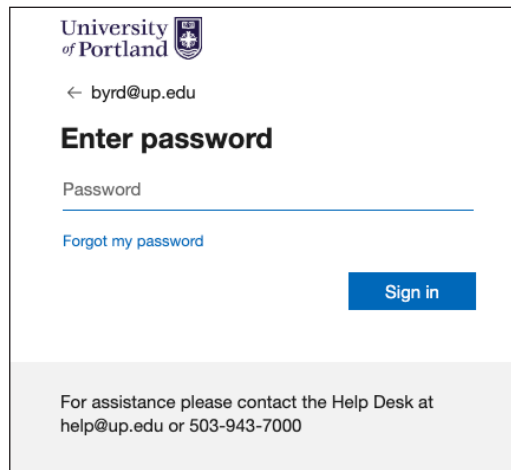 University
of Portland
← byrd@up.edu
Enter password
Password
Forgot my password
Sign in
For assistance please contact the Help Desk at
help@up.edu or 503-943-7000